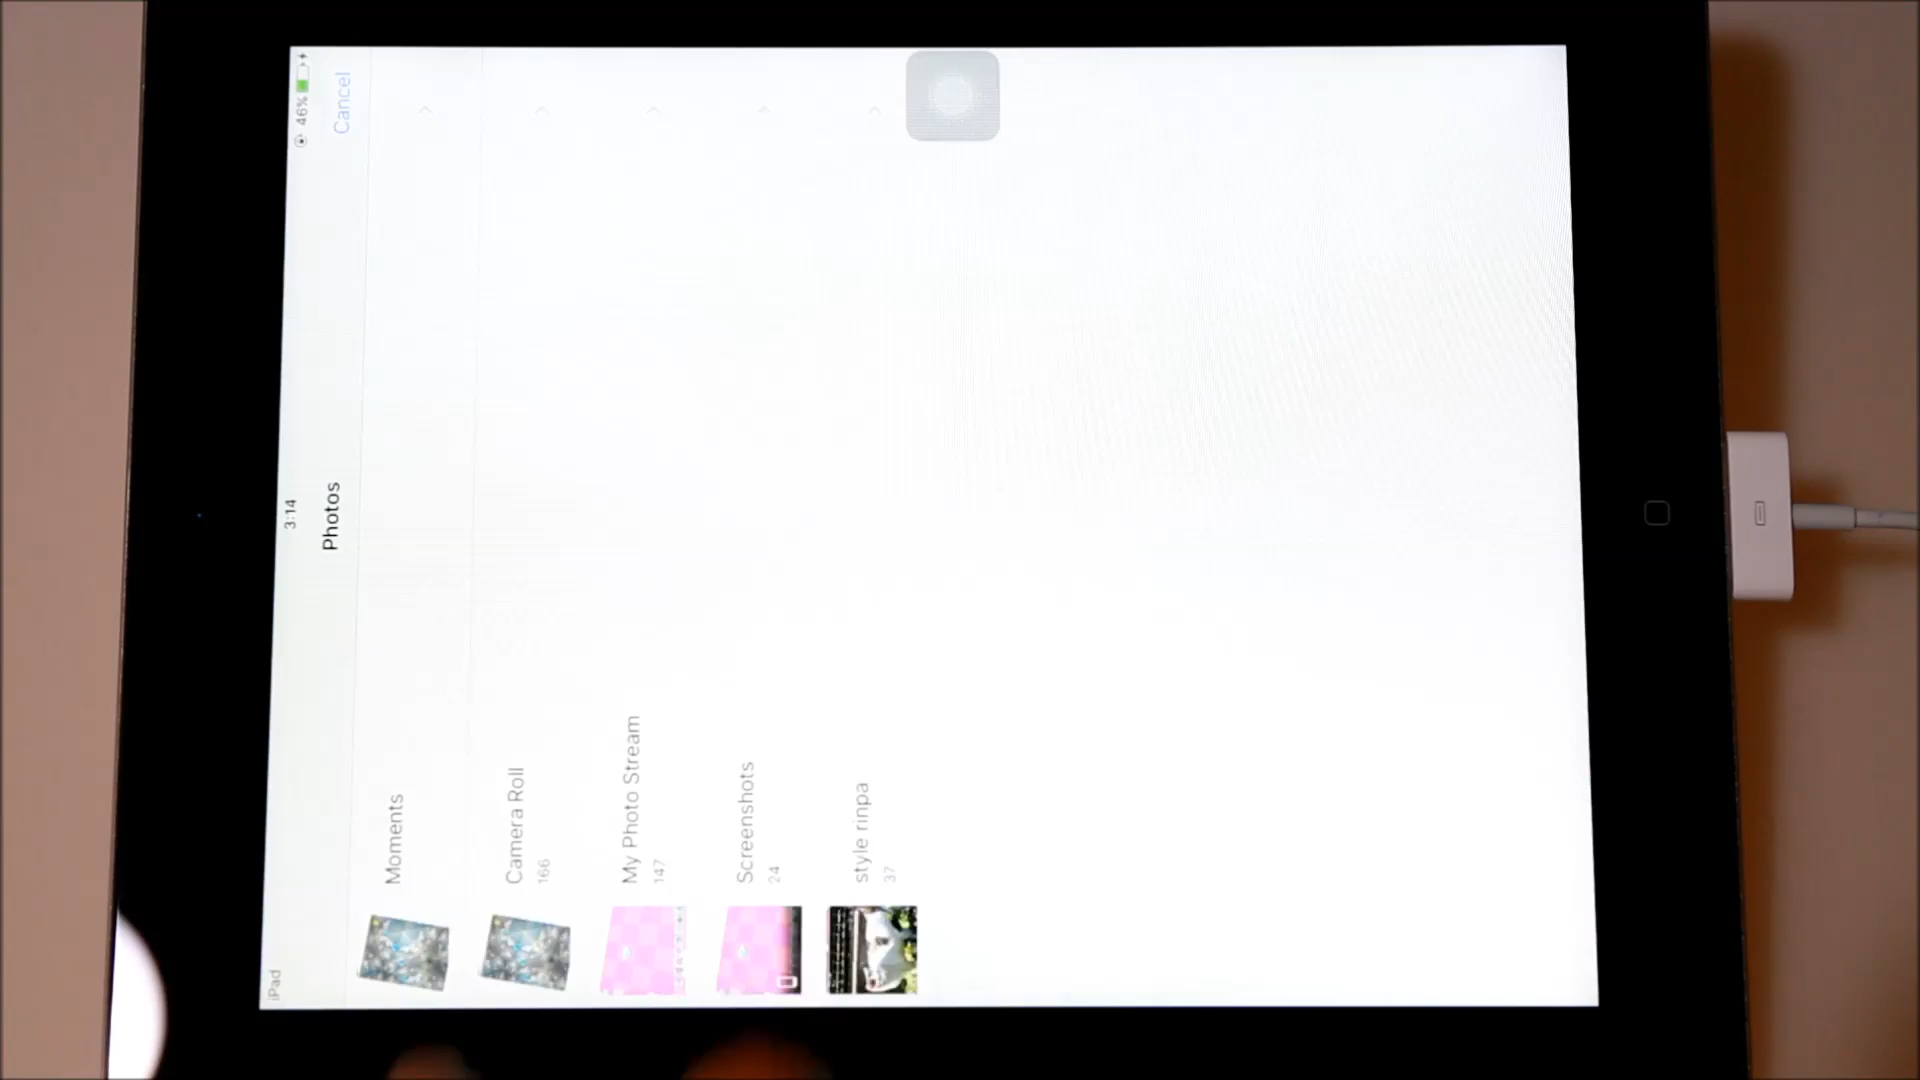 iPad
3:14
46%
Photos
Cancel
Moments
Camera Roll
166
My Photo Stream
147
Screenshots
24
style rinpa
37